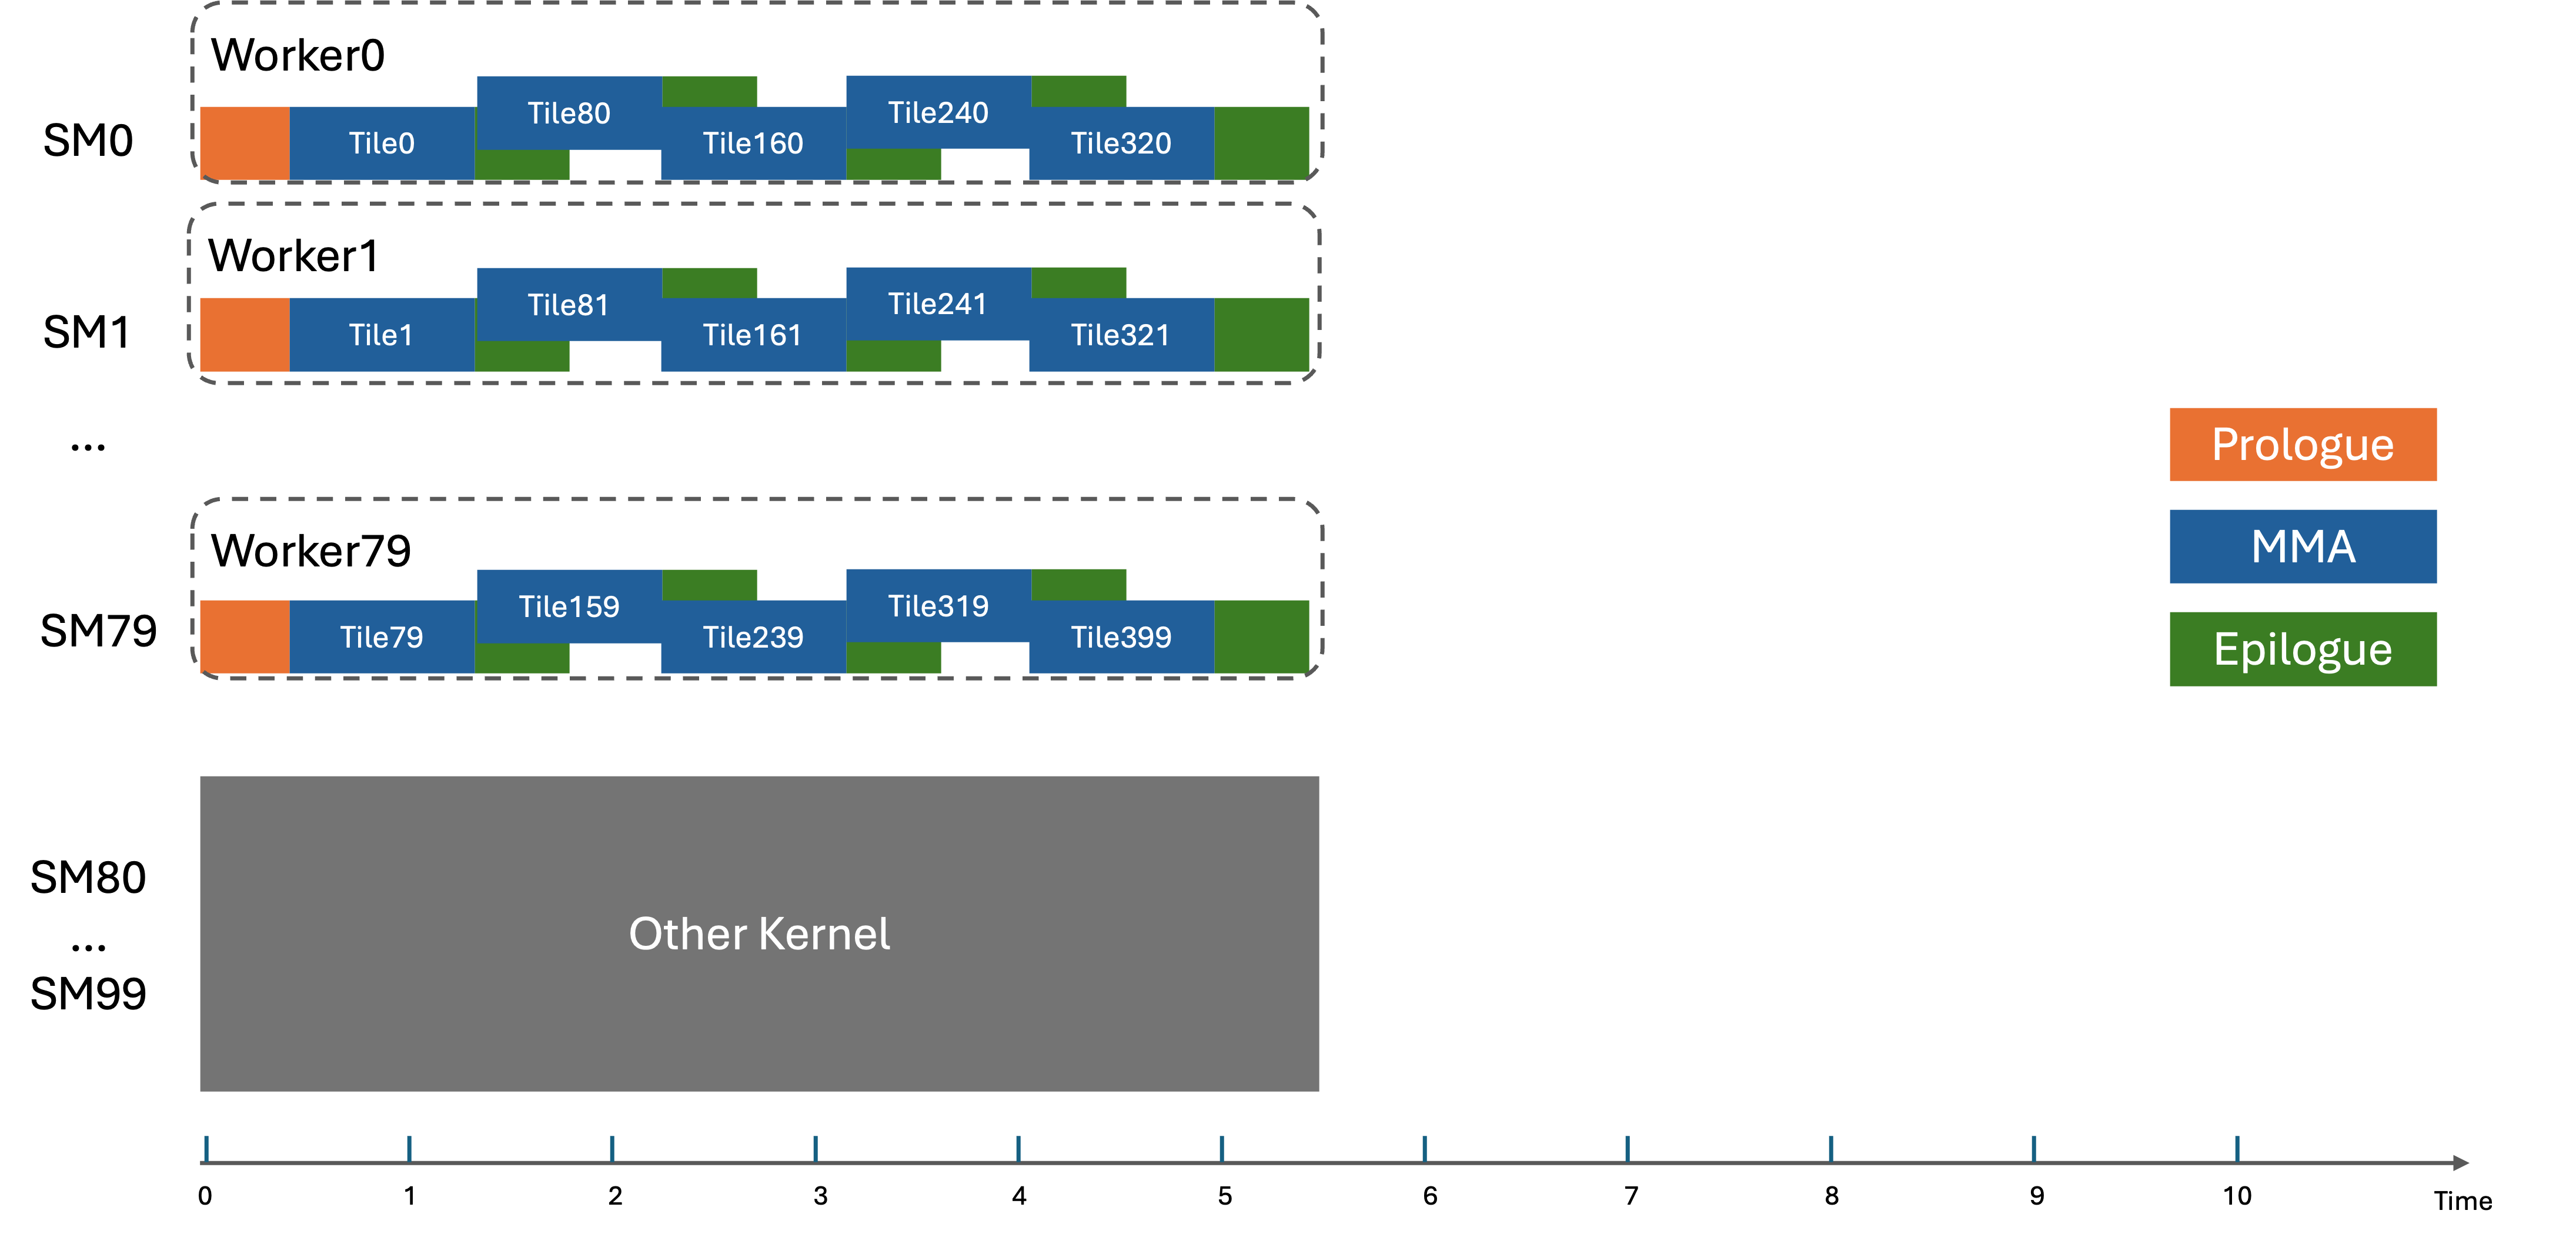 Worker0
SM0
Tile0
Tile80
Tile160
Tile240
Tile320
Worker1
SM1
Tile1
Tile81
Tile161
Tile241
Tile321
...
Worker79
SM79
Tile79
Tile159
Tile239
Tile319
Tile399
Prologue
MMA
Epilogue
SM80
...
SM99
Other Kernel
0 1 2 3 4 5 6 7 8 9 10 Time